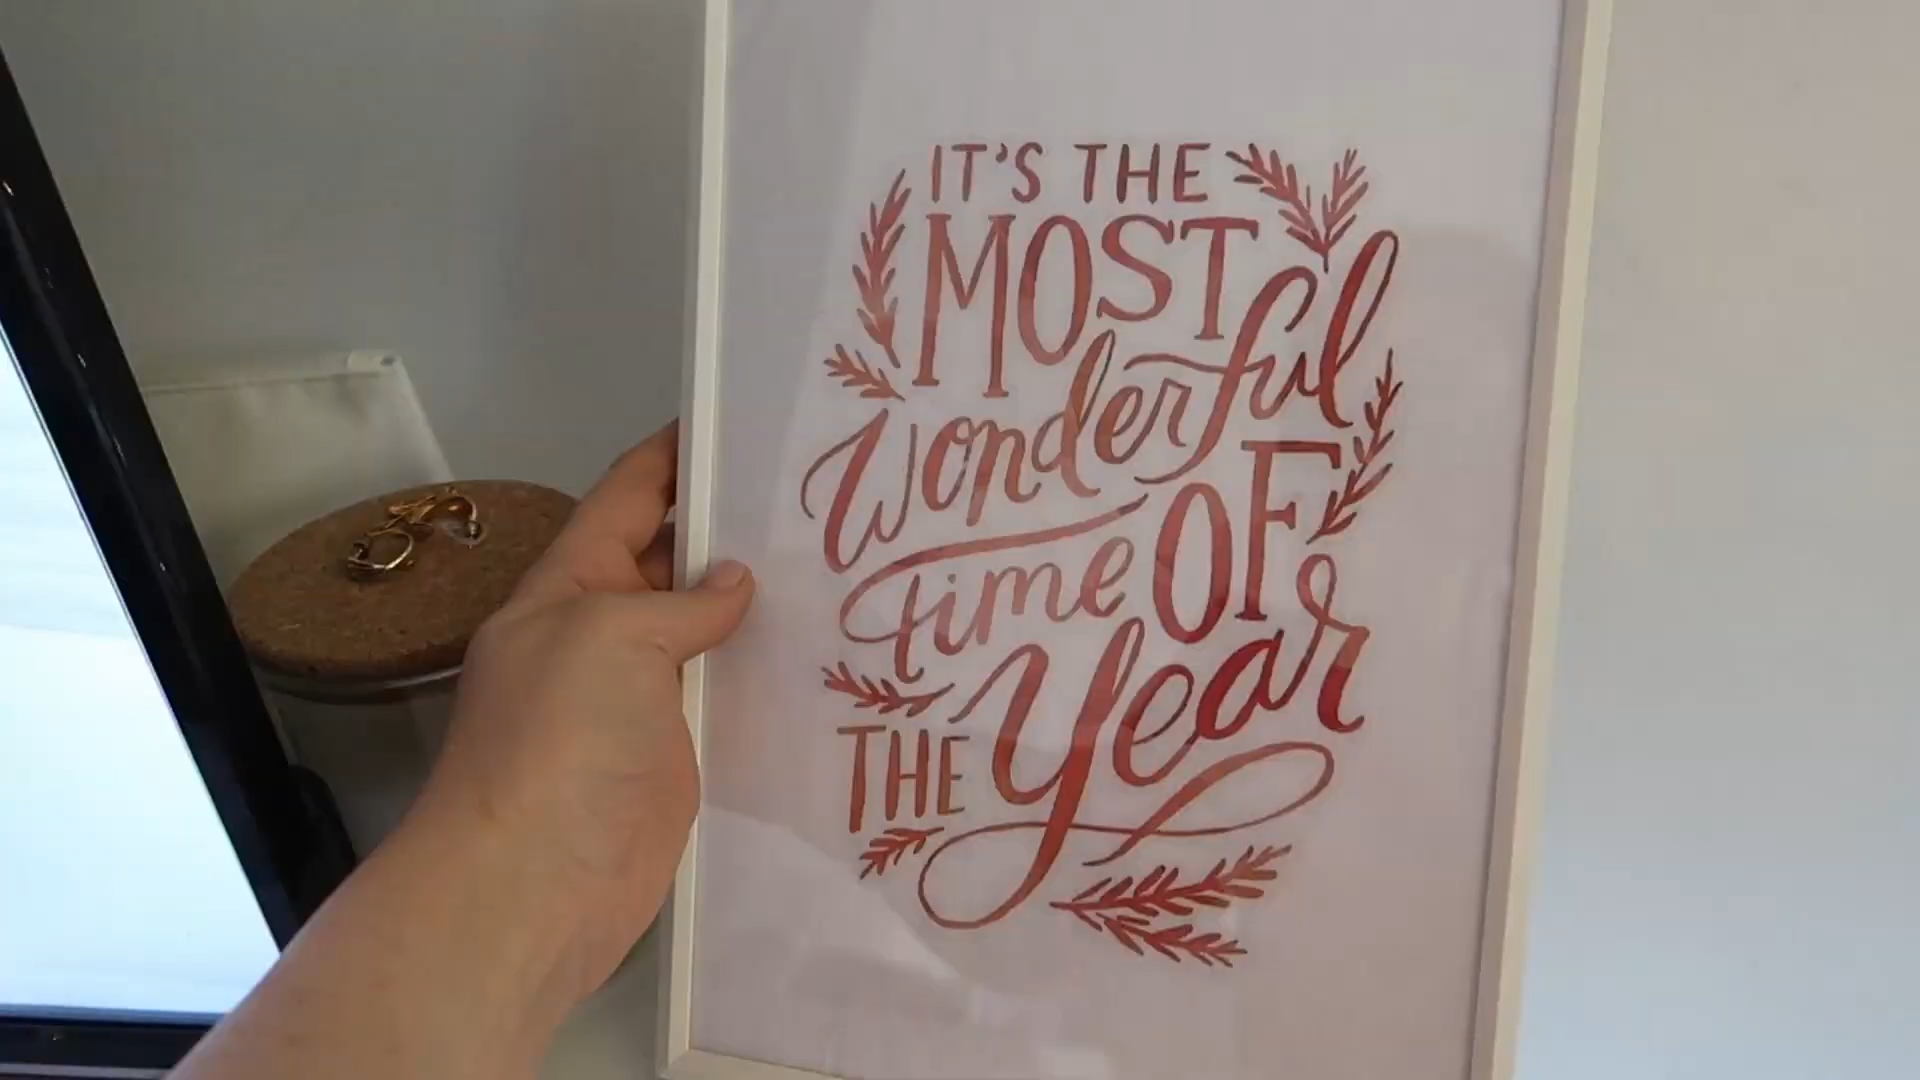 IT'S THE
MOST
Wonderful
time OF
THE Year